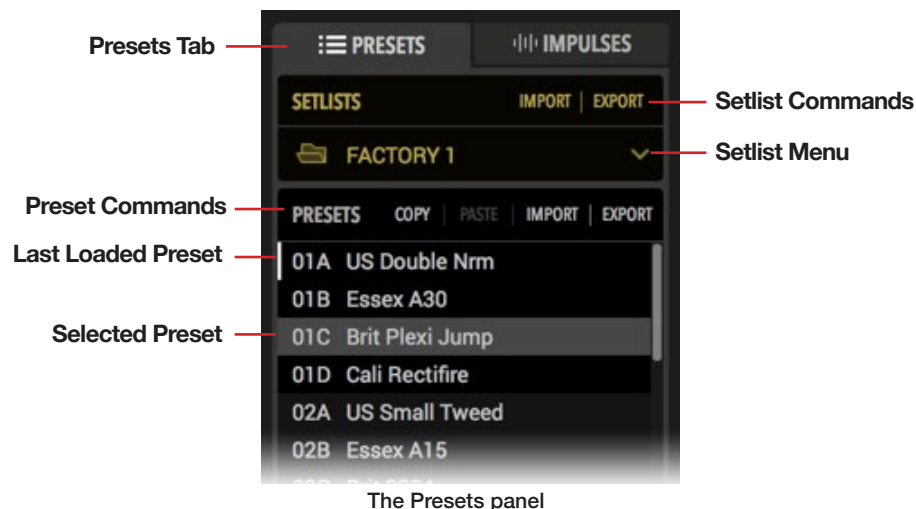 Presets Tab
PRESETS
IMPULSES
SETLISTS
IMPORT | EXPORT
Setlist Commands
FACTORY 1
Setlist Menu
Preset Commands
PRESETS COPY | PASTE | IMPORT | EXPORT
Last Loaded Preset
01A US Double Nrm
01B Essex A30
Selected Preset
01C Brit Plexi Jump
01D Cali Rectifire
02A US Small Tweed
02B Essex A15
The Presets panel